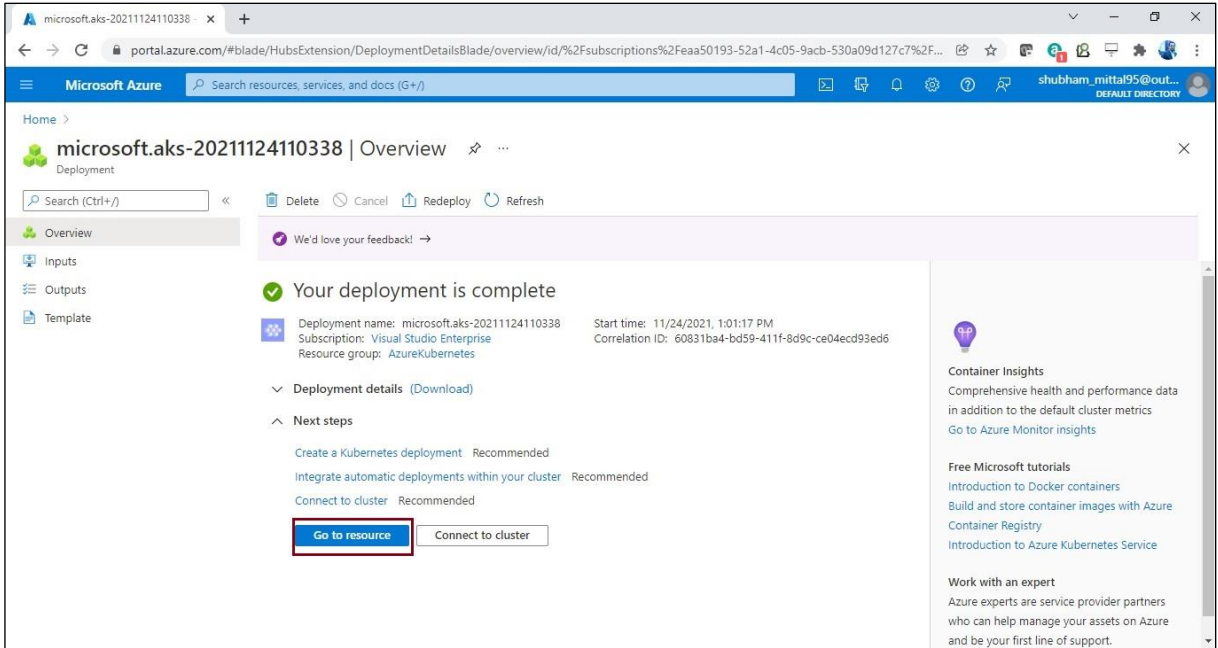 microsoft.aks-20211124110338 -
portal.azure.com/#blade/HubsExtension/DeploymentDetailsBlade/overview/id/%2Fsubscriptions%2Feaa50193-52a1-4c05-9acb-530a09d127c7%2F...
1
Microsoft Azure
Search resources, services, and docs (G+/)
shubham_mittal95@out...
DEFAULT DIRECTORY
Home >
microsoft.aks-20211124110338 | Overview
Deployment
Search (Ctrl+/)
Delete
Cancel
Redeploy
Refresh
Overview
Inputs
Outputs
Template
We'd love your feedback! →
Your deployment is complete
Deployment name: microsoft.aks-20211124110338
Subscription: Visual Studio Enterprise
Resource group: AzureKubernetes
Start time: 11/24/2021, 1:01:17 PM
Correlation ID: 60831ba4-bd59-411f-8d9c-ce04ecd93ed6
Deployment details (Download)
Next steps
Create a Kubernetes deployment Recommended
Integrate automatic deployments within your cluster Recommended
Connect to cluster Recommended
Go to resource
Connect to cluster
Container Insights
Comprehensive health and performance data
in addition to the default cluster metrics
Go to Azure Monitor insights
Free Microsoft tutorials
Introduction to Docker containers
Build and store container images with Azure
Container Registry
Introduction to Azure Kubernetes Service
Work with an expert
Azure experts are service provider partners
who can help manage your assets on Azure
and be your first line of support.